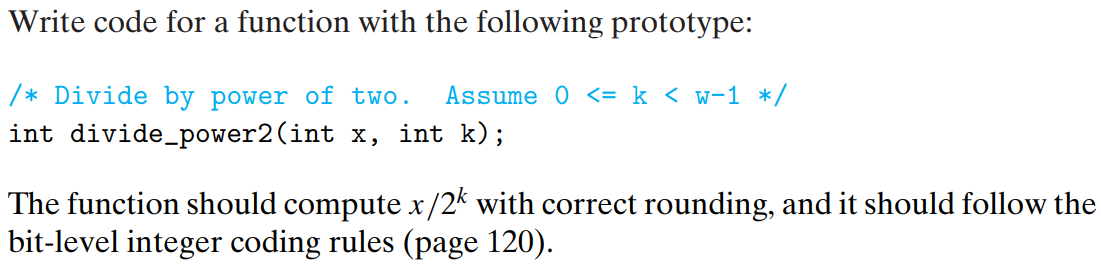 Write code for a function with the following prototype:
/* Divide by power of two.  Assume 0 <= k < w-1 */
int divide_power2(int x, int k);
The function should compute x/2^k with correct rounding, and it should follow the
bit-level integer coding rules (page 120).